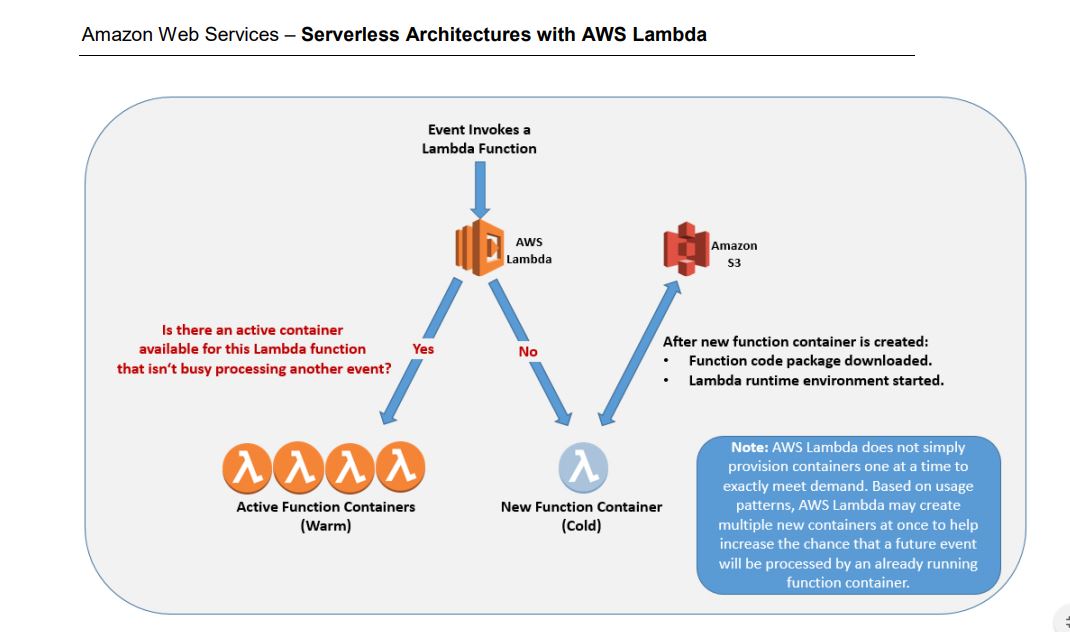 Amazon Web Services – Serverless Architectures with AWS Lambda
Event Invokes a
Lambda Function
AWS
Lambda
Amazon
S3
Is there an active container
available for this Lambda function
that isn't busy processing another event?
Yes
No
After new function container is created:
• Function code package downloaded.
• Lambda runtime environment started.
Active Function Containers
(Warm)
New Function Container
(Cold)
Note: AWS Lambda does not simply
provision containers one at a time to
exactly meet demand. Based on usage
patterns, AWS Lambda may create
multiple new containers at once to help
increase the chance that a future event
will be processed by an already running
function container.